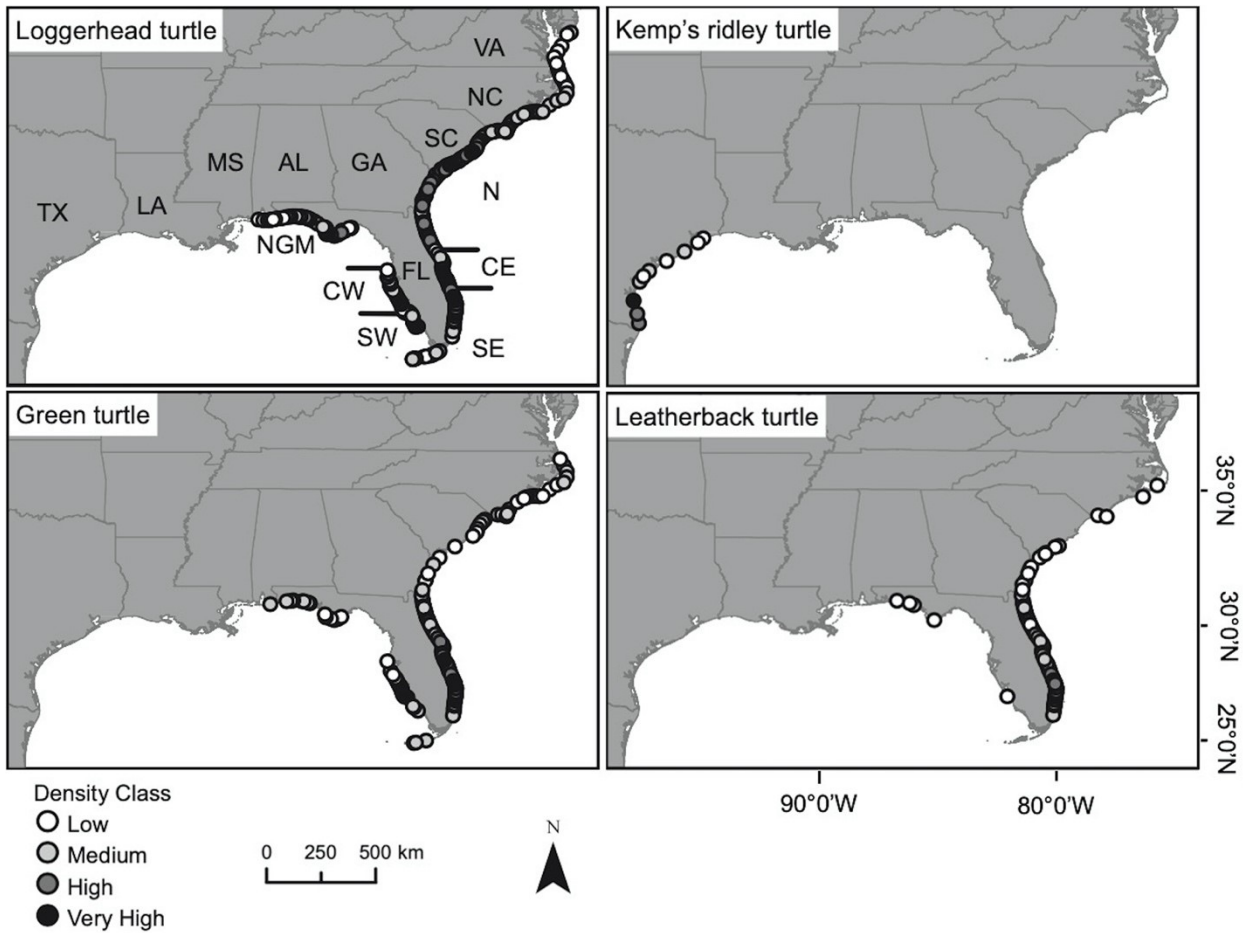 Loggerhead turtle
VA
NC
SC
MS
AL
GA
N
TX
LA
NGM
FL
CE
CW
SW
SE
Kemp's ridley turtle
Green turtle
Leatherback turtle
35°0'N
30°0'N
25°0'N
90°0'W
80°0'W
Density Class
Low
Medium
High
Very High
0 250 500 km
N